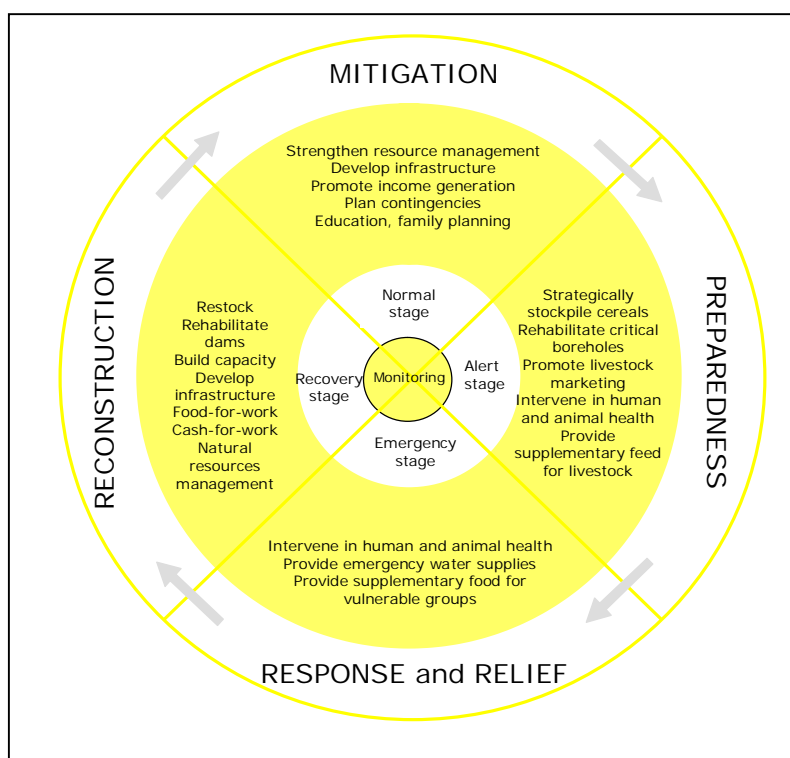 MITIGATION
Strengthen resource management
Develop infrastructure
Promote income generation
Plan contingencies
Education, family planning
PREPAREDNESS
Strategically
stockpile cereals
Rehabilitate critical
boreholes
Promote livestock
marketing
Intervene in human
and animal health
Provide
supplementary feed
for livestock
RESPONSE and RELIEF
Intervene in human and animal health
Provide emergency water supplies
Provide supplementary food for
vulnerable groups
RECONSTRUCTION
Restock
Rehabilitate
dams
Build capacity
Develop
infrastructure
Food-for-work
Cash-for-work
Natural
resources
management
Normal
stage
Alert
stage
Emergency
stage
Recovery
stage
Monitoring